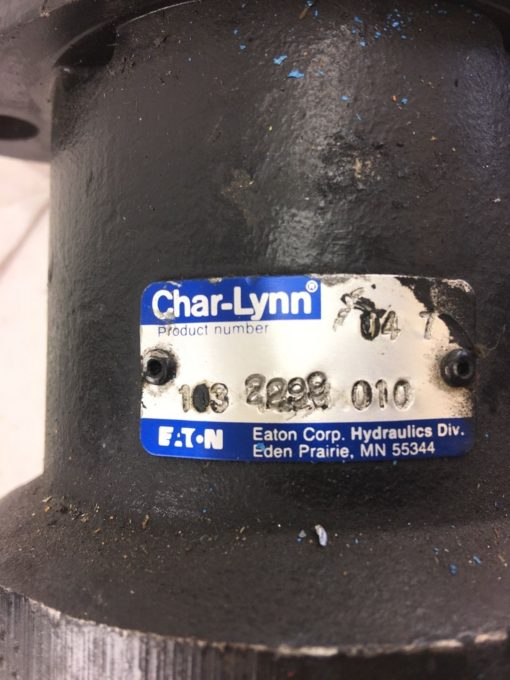 Char-Lynn®
Product number
04 7
103 010
EATON Eaton Corp. Hydraulics Div.
Eden Prairie, MN 55344